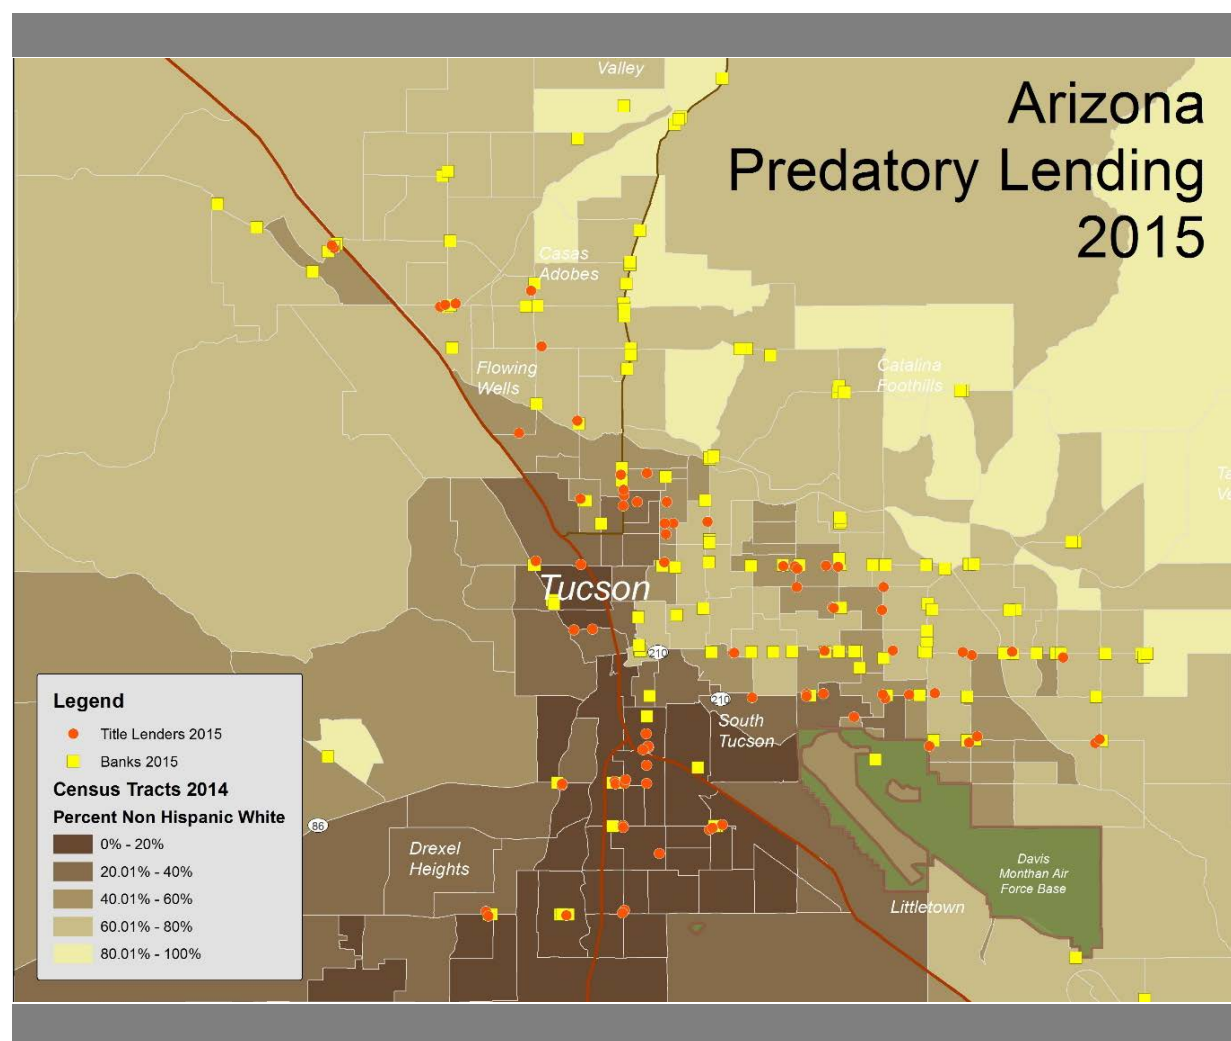 Valley
Arizona
Predatory Lending
2015
Casas
Adobes
Flowing
Wells
Catalina
Foothills
Tucson
210
210
South
Tucson
Legend
Title Lenders 2015
Banks 2015
Census Tracts 2014
Percent Non Hispanic White
0% - 20%
20.01% - 40%
40.01% - 60%
60.01% - 80%
80.01% - 100%
86
Drexel
Heights
Davis
Monthan Air
Force Base
Littletown